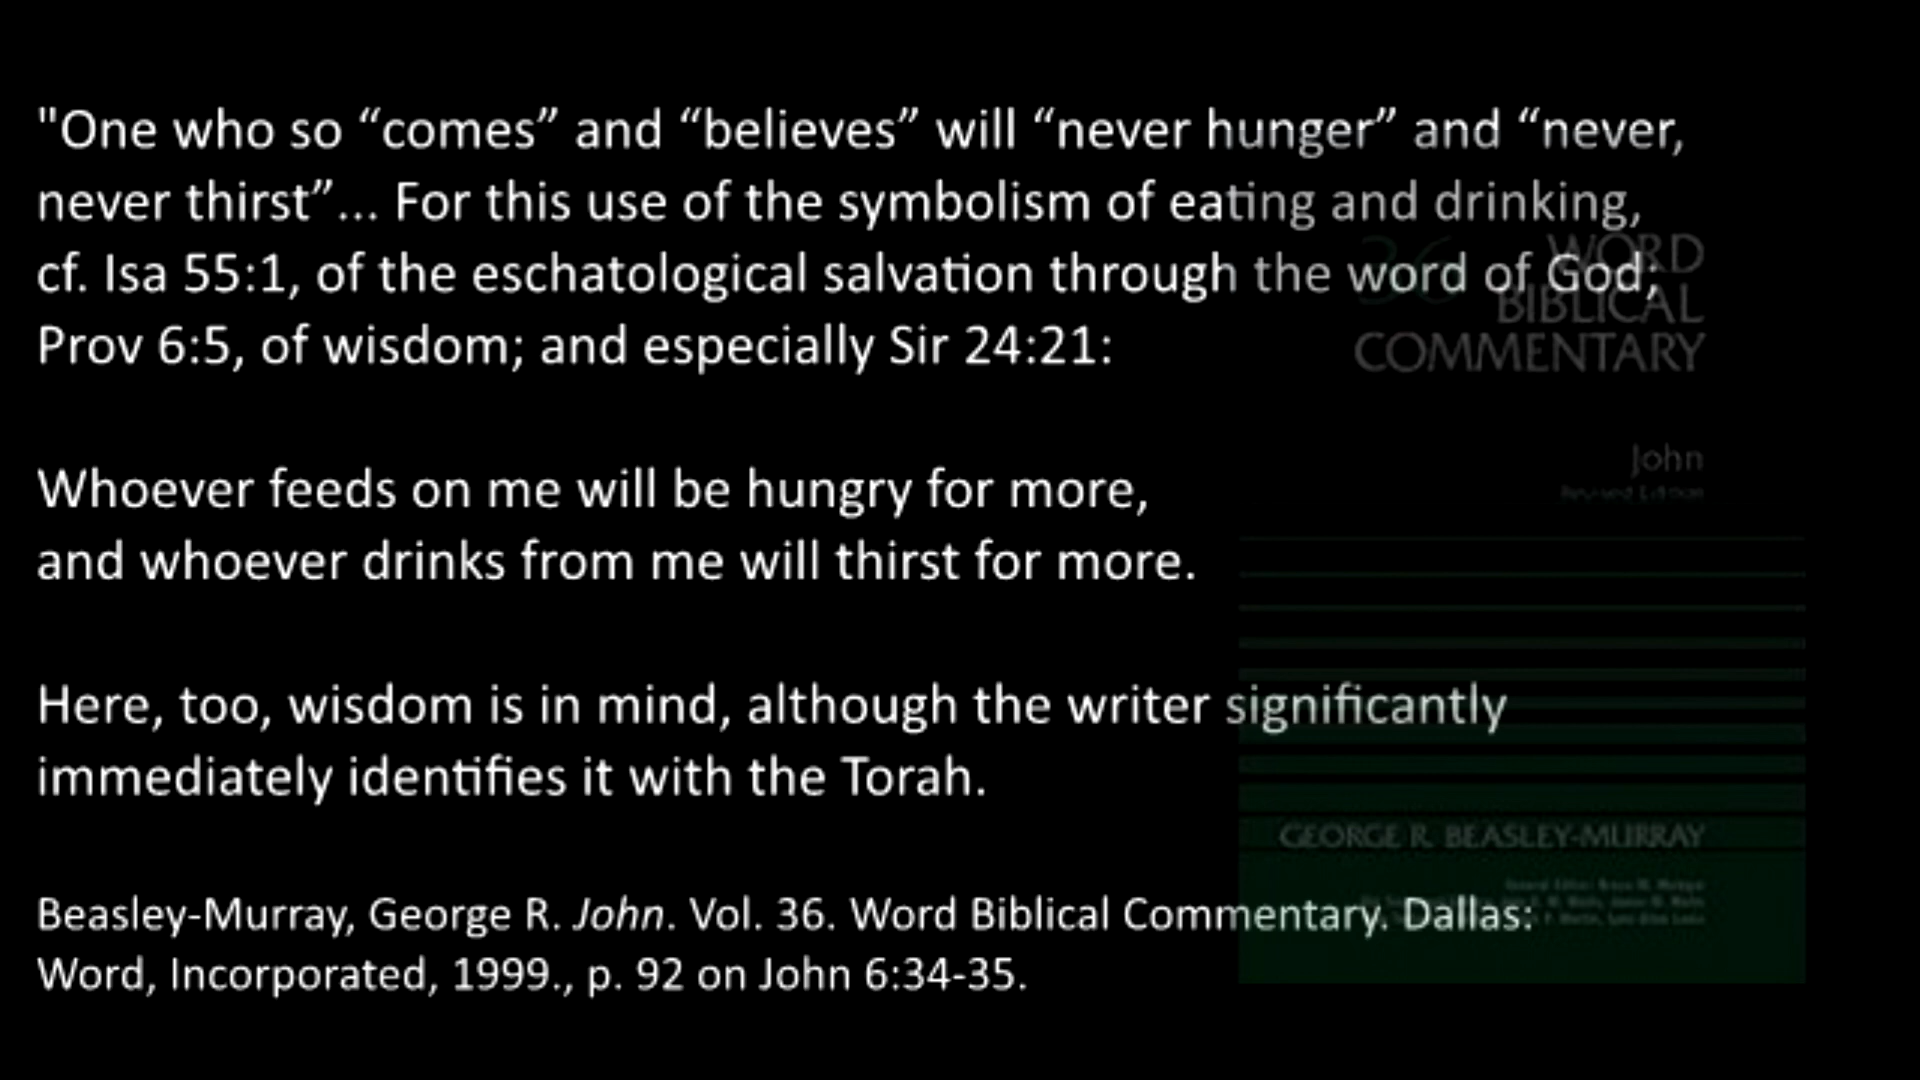 "One who so “comes” and “believes” will “never hunger” and “never,
never thirst”... For this use of the symbolism of eating and drinking,
cf. Isa 55:1, of the eschatological salvation through the word of God;
Prov 6:5, of wisdom; and especially Sir 24:21:
Whoever feeds on me will be hungry for more,
and whoever drinks from me will thirst for more.
Here, too, wisdom is in mind, although the writer significantly
immediately identifies it with the Torah.
Beasley-Murray, George R. John. Vol. 36. Word Biblical Commentary. Dallas:
Word, Incorporated, 1999., p. 92 on John 6:34-35.
36
WORD
BIBLICAL
COMMENTARY
John
Revised Edition
GEORGE R. BEASLEY-MURRAY